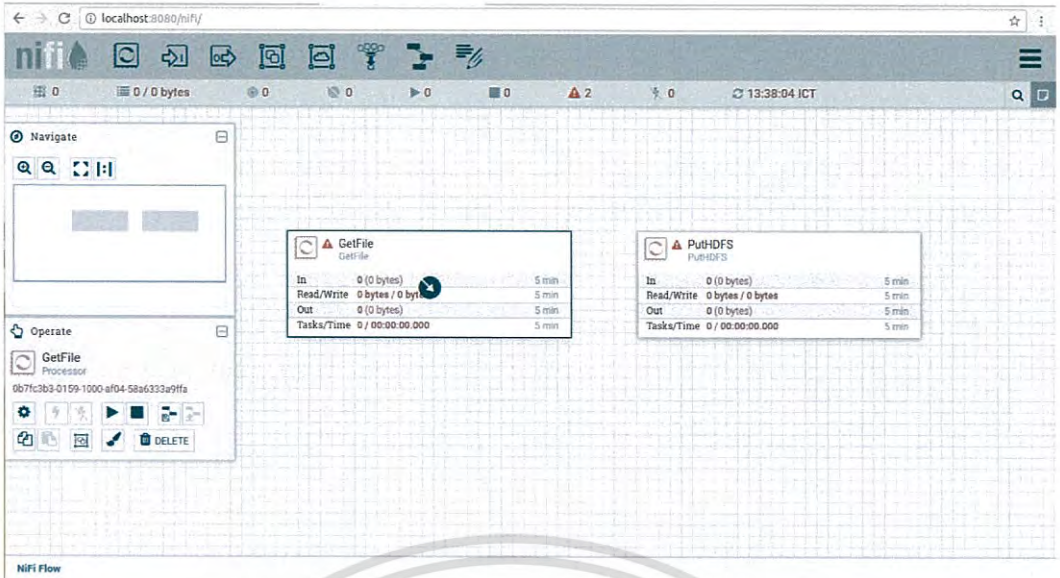 localhost:8080/nifi/
nifi
0 0 / 0 bytes 0 0 0 0 2 0 13:38:04 ICT
Navigate
GetFile
GetFile
In 0 (0 bytes) 5 min
Read/Write 0 bytes / 0 5 min
Out 0 (0 bytes) 5 min
Tasks/Time 0 / 00:00:00.000 5 min
PutHDFS
PutHDFS
In 0 (0 bytes) 5 min
Read/Write 0 bytes / 0 bytes 5 min
Out 0 (0 bytes) 5 min
Tasks/Time 0 / 00:00:00.000 5 min
Operate
GetFile
Processor
0b7fc3b3-0159-1000-af04-58a6333a9ffa
DELETE
NiFi Flow